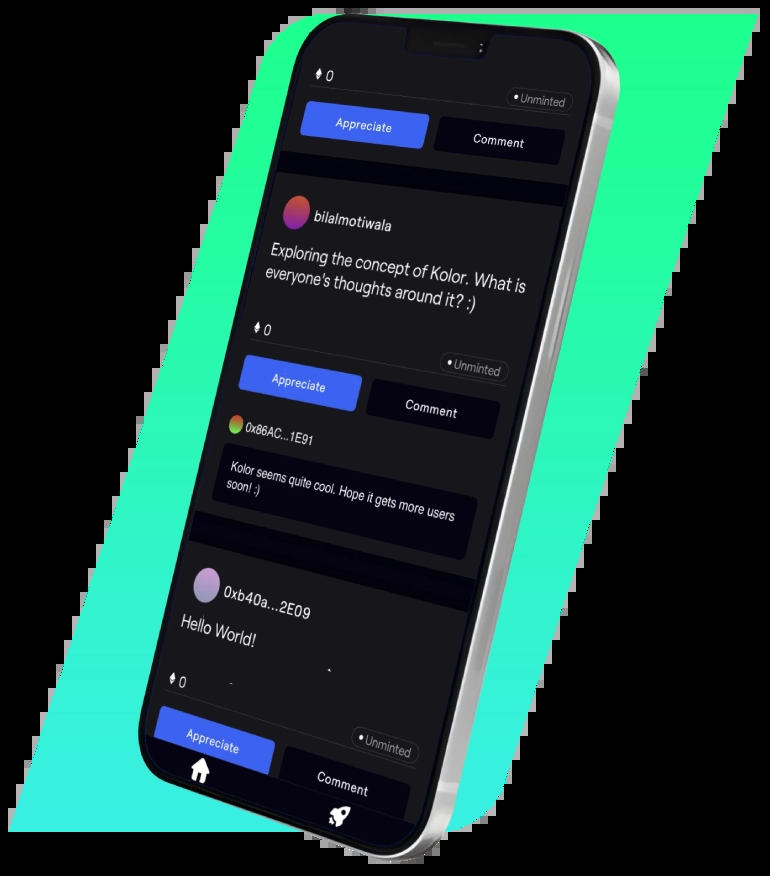 0
Unminted
Appreciate
Comment
bilalmotiwala
Exploring the concept of Kolor. What is
everyone's thoughts around it? :)
0
Unminted
Appreciate
Comment
0x86AC...1E91
Kolor seems quite cool. Hope it gets more users
soon! :)
0xb40a...2E09
Hello World!
0
Unminted
Appreciate
Comment